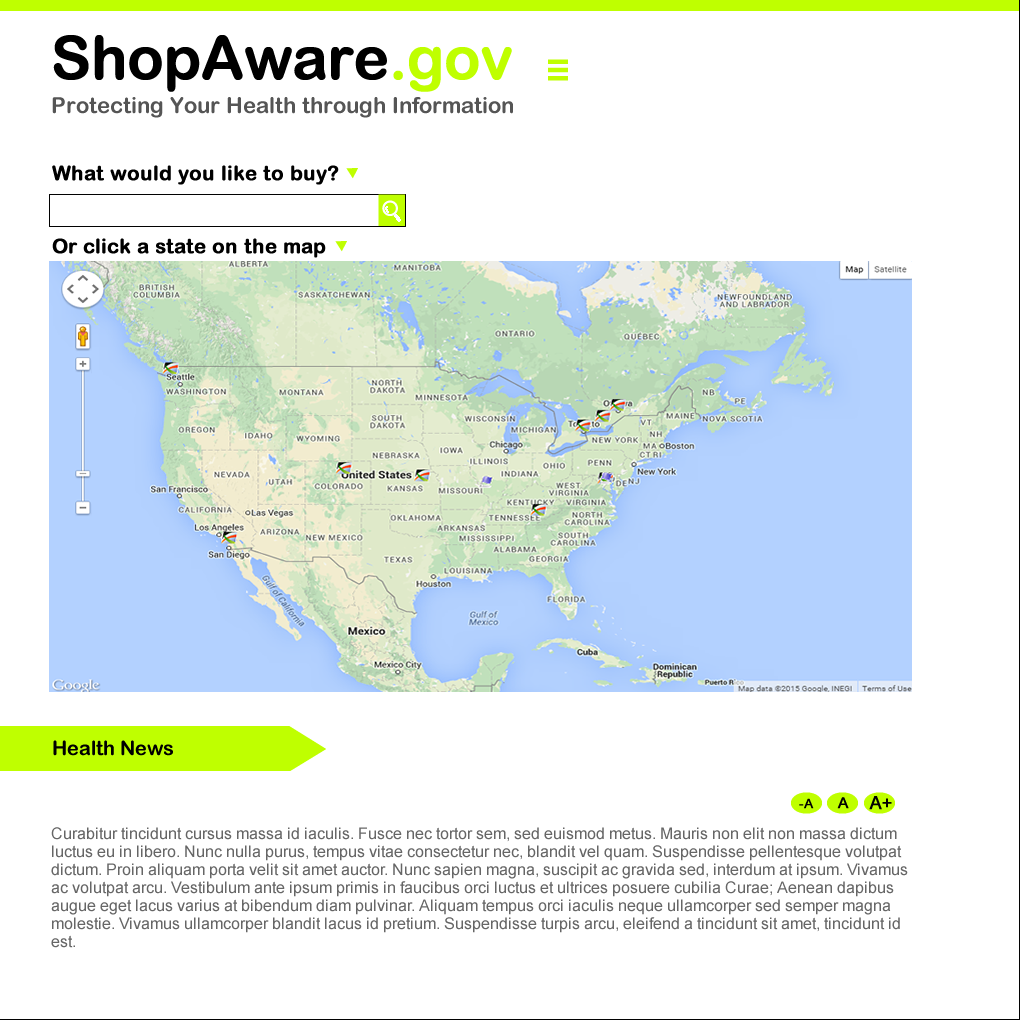 ShopAware.gov
Protecting Your Health through Information
What would you like to buy?
Or click a state on the map
Map
Satellite
ALBERTA
MANITOBA
BRITISH
COLUMBIA
SASKATCHEWAN
NEWFOUNDLAND
AND LABRADOR
ONTARIO
QUEBEC
Seattle
WASHINGTON
MONTANA
NORTH
DAKOTA
MINNESOTA
NB
PE
NOVA SCOTIA
MAINE
OREGON
IDAHO
WYOMING
SOUTH
DAKOTA
WISCONSIN
MICHIGAN
VT
NH
NEW YORK
MA
Boston
CT
RI
Chicago
IOWA
NEBRASKA
ILLINOIS
INDIANA
OHIO
PENN
New York
NEVADA
UTAH
COLORADO
United States
KANSAS
MISSOURI
WEST
VIRGINIA
DE
NJ
San Francisco
CALIFORNIA
Las Vegas
KENTUCKY
VIRGINIA
Los Angeles
ARIZONA
NEW MEXICO
OKLAHOMA
ARKANSAS
TENNESSEE
NORTH
CAROLINA
MISSISSIPPI
SOUTH
CAROLINA
San Diego
TEXAS
ALABAMA
GEORGIA
LOUISIANA
Houston
Gulf of California
FLORIDA
Gulf of
Mexico
Mexico
Cuba
Mexico City
Dominican
Republic
Puerto
Google
Map data ©2015 Google, INEGI
Terms of Use
Health News
-A A A+
Curabitur tincidunt cursus massa id iaculis. Fusce nec tortor sem, sed euismod metus. Mauris non elit non massa dictum
luctus eu in libero. Nunc nulla purus, tempus vitae consectetur nec, blandit vel quam. Suspendisse pellentesque volutpat
dictum. Proin aliquam porta velit sit amet auctor. Nunc sapien magna, suscipit ac gravida sed, interdum at ipsum. Vivamus
ac volutpat arcu. Vestibulum ante ipsum primis in faucibus orci luctus et ultrices posuere cubilia Curae; Aenean dapibus
augue eget lacus varius at bibendum diam pulvinar. Aliquam tempus orci iaculis neque ullamcorper sed semper magna
molestie. Vivamus ullamcorper blandit lacus id pretium. Suspendisse turpis arcu, eleifend a tincidunt sit amet, tincidunt id
est.